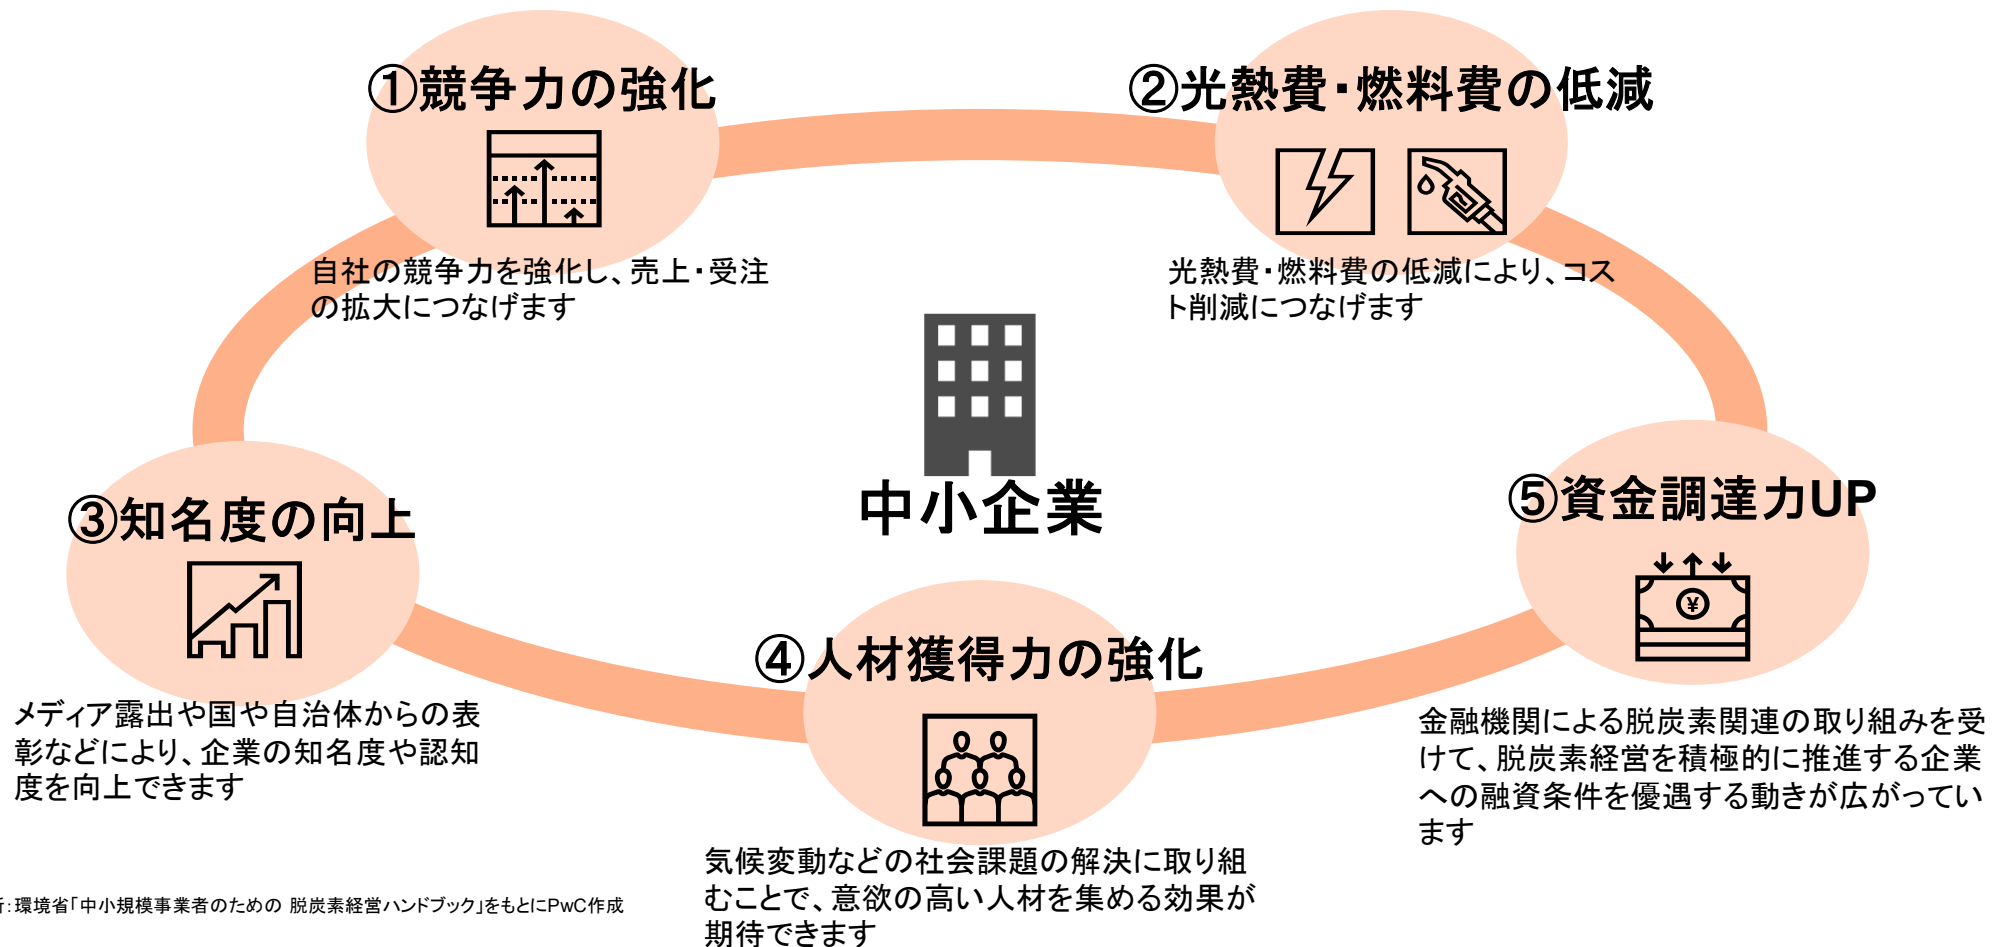 ①競争力の強化
自社の競争力を強化し、売上・受注
の拡大につなげます
②光熱費・燃料費の低減
光熱費・燃料費の低減により、コス
ト削減につなげます
中小企業
③知名度の向上
メディア露出や国や自治体からの表
彰などにより、企業の知名度や認知
度を向上できます
④人材獲得力の強化
気候変動などの社会課題の解決に取り組
むことで、意欲の高い人材を集める効果が
期待できます
⑤資金調達力UP
¥
金融機関による脱炭素関連の取り組みを受
けて、脱炭素経営を積極的に推進する企業
への融資条件を優遇する動きが広がってい
ます
:環境省「中小規模事業者のための 脱炭素経営ハンドブック」をもとにPwC作成